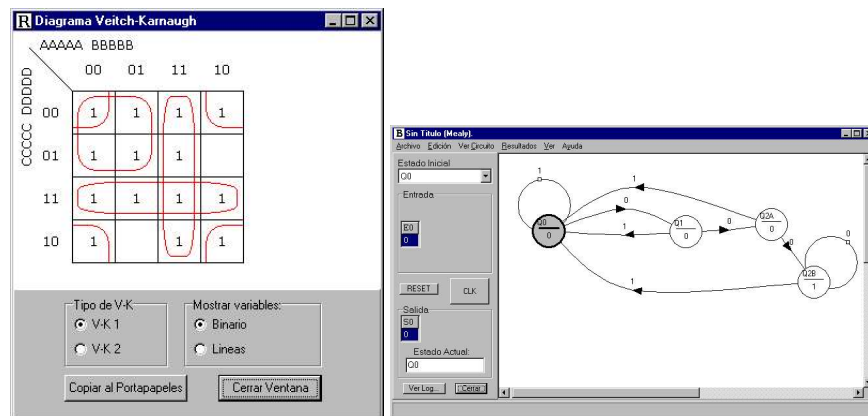 R Diagrama Veitch-Karnaugh
AAAAA BBBBB
CCCCC DDDDD
00 01 11 10
00 1 1 1 1
01 1 1 1
11 1 1 1 1
10 1 1 1
Tipo de V-K
V-K 1
V-K 2
Mostrar variables:
Binario
Lineas
Copiar al Portapapeles
Cerrar Ventana
B Sin Titulo (Mealy).
Archivo Edición Ver Circuito Resultados Ver Ayuda
Estado Inicial
Q0
Entrada
E0
0
RESET
CLK
Salida
S0
0
Estado Actual:
Q0
Ver Log...
Cerrar
1
1
0
Q0
0
Q1
0
1
0
Q2A
0
0
0
Q2B
1
1